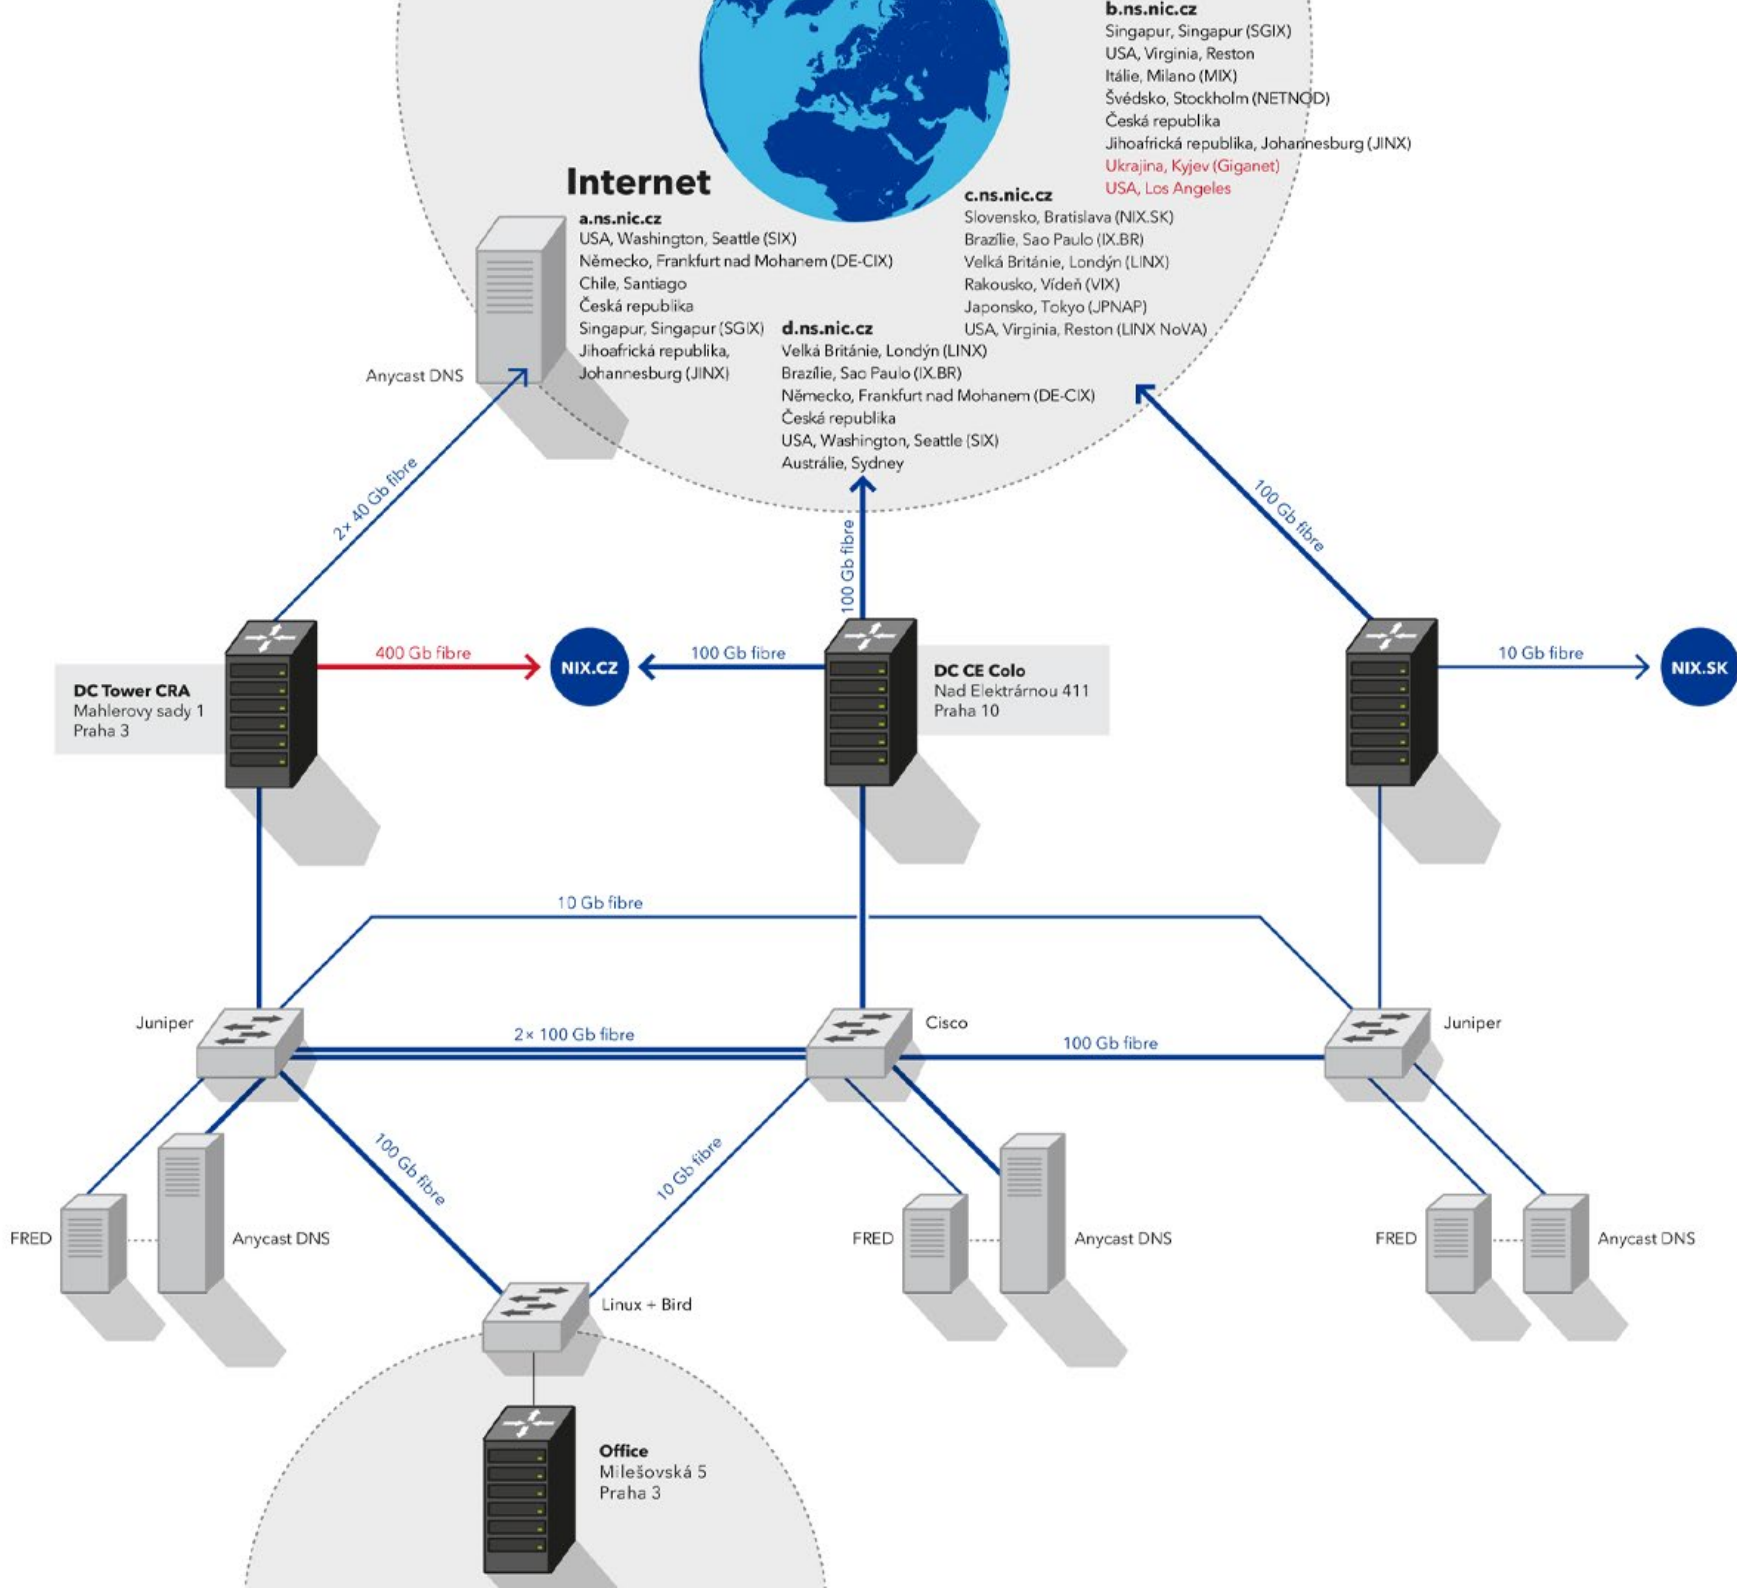 b.ns.nic.cz
Singapur, Singapur (SGIX)
USA, Virginia, Reston
Itálie, Milano (MIX)
Švédsko, Stockholm (NETNOD)
Česká republika
Jihoafrická republika, Johannesburg (JINX)
Ukrajina, Kyjev (Giganet)
USA, Los Angeles
Internet
a.ns.nic.cz
USA, Washington, Seattle (SIX)
Německo, Frankfurt nad Mohanem (DE-CIX)
Chile, Santiago
Česká republika
Singapur, Singapur (SGIX)
Jihoafrická republika,
Johannesburg (JINX)
c.ns.nic.cz
Slovensko, Bratislava (NIX.SK)
Brazílie, Sao Paulo (IX.BR)
Velká Británie, Londýn (LINX)
Rakousko, Vídeň (VIX)
Japonsko, Tokyo (JPNAP)
USA, Virginia, Reston (LINX NoVA)
d.ns.nic.cz
Velká Británie, Londýn (LINX)
Brazílie, Sao Paulo (IX.BR)
Německo, Frankfurt nad Mohanem (DE-CIX)
Česká republika
USA, Washington, Seattle (SIX)
Austrálie, Sydney
Anycast DNS
2× 40 Gb fibre
100 Gb fibre
100 Gb fibre
400 Gb fibre
NIX.CZ
100 Gb fibre
10 Gb fibre
NIX.SK
DC Tower CRA
Mahlerovy sady 1
Praha 3
DC CE Colo
Nad Elektrárnou 411
Praha 10
10 Gb fibre
Juniper
2× 100 Gb fibre
Cisco
100 Gb fibre
Juniper
100 Gb fibre
10 Gb fibre
FRED
Anycast DNS
FRED
Anycast DNS
FRED
Anycast DNS
Linux + Bird
Office
Milešovská 5
Praha 3